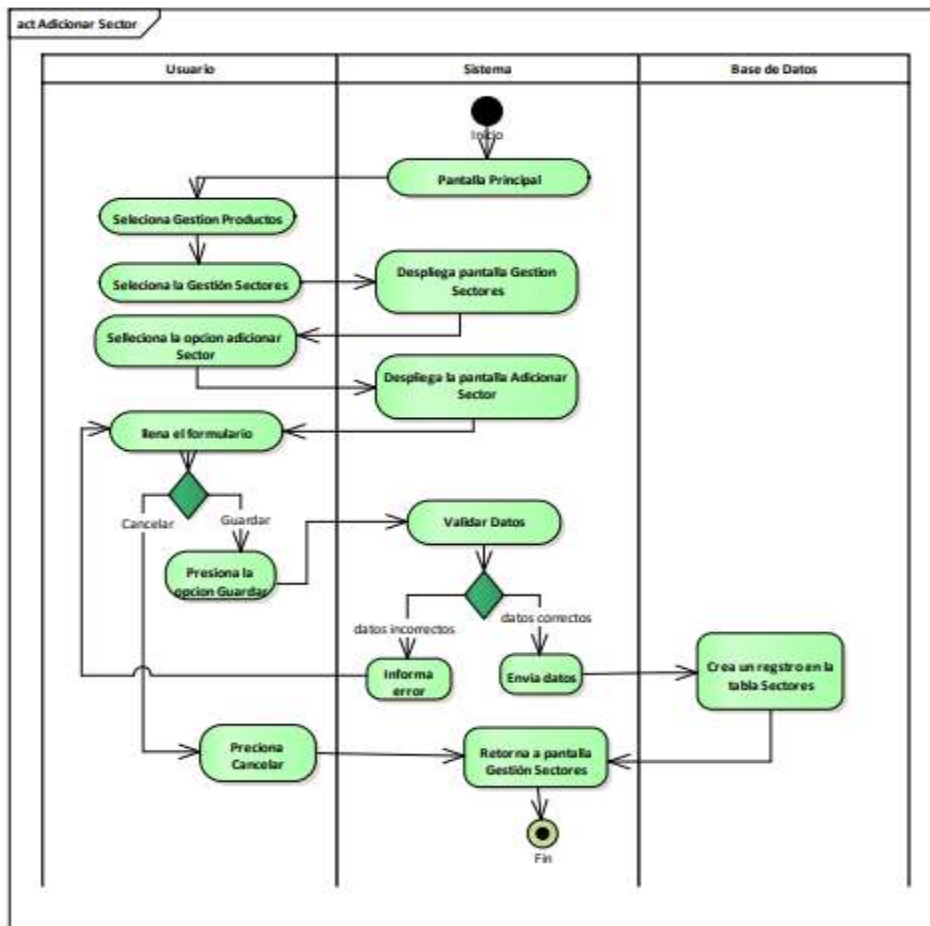 act Adicionar Sector
Usuario
Sistema
Base de Datos
Inicio
Pantalla Principal
Seleciona Gestion Productos
Seleciona la Gestión Sectores
Despliega pantalla Gestion
Sectores
Selleciona la opcion adicionar
Sector
Despliega la pantalla Adicionar
Sector
llena el formulario
Cancelar
Guardar
Validar Datos
Presiona la
opcion Guardar
datos incorrectos
datos correctos
Informa
error
Envia datos
Crea un regstro en la
tabla Sectores
Preciona
Cancelar
Retorna a pantalla
Gestión Sectores
Fin